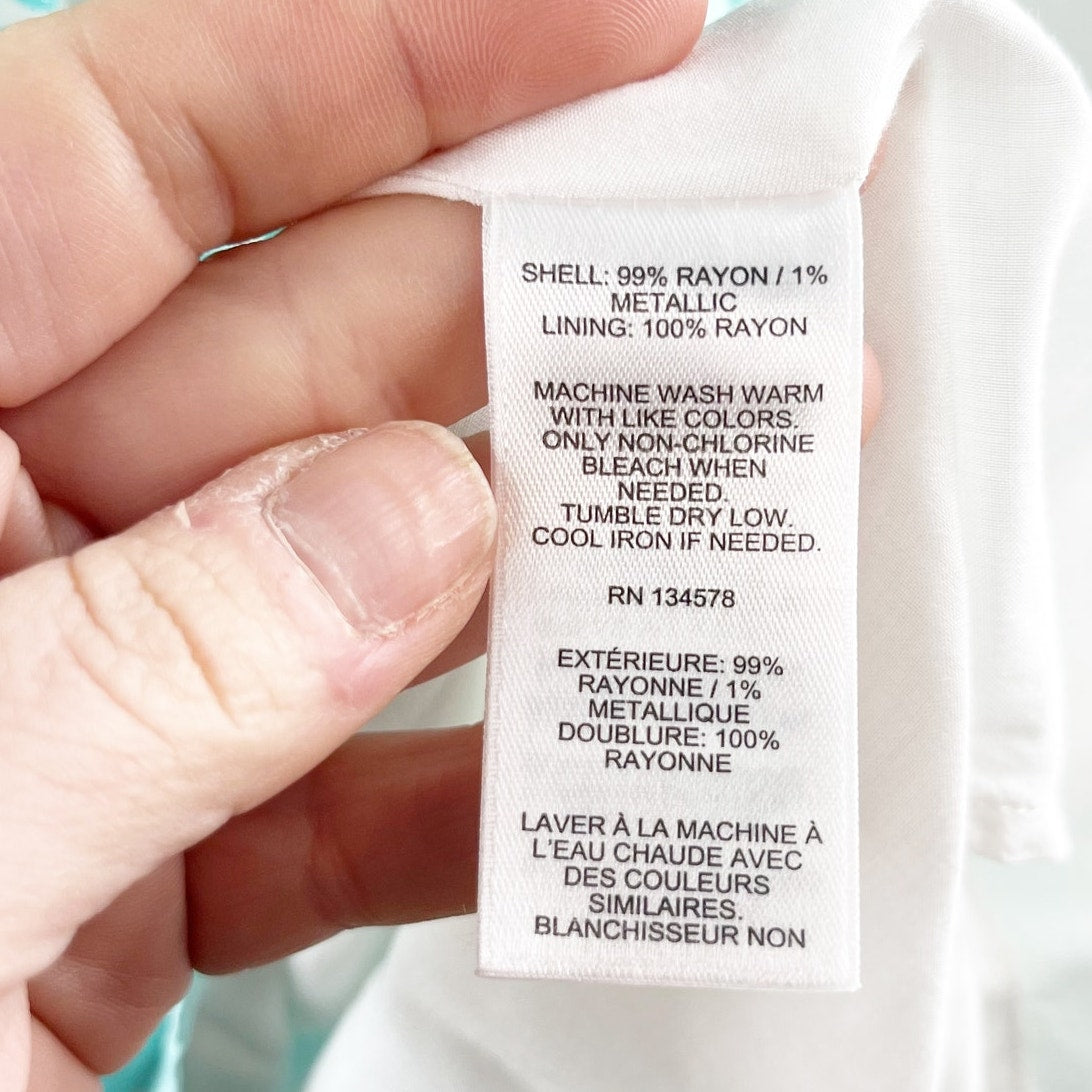 SHELL: 99% RAYON / 1%
METALLIC
LINING: 100% RAYON
MACHINE WASH WARM
WITH LIKE COLORS.
ONLY NON-CHLORINE
BLEACH WHEN
NEEDED.
TUMBLE DRY LOW.
COOL IRON IF NEEDED.
RN 134578
EXTÉRIEURE: 99%
RAYONNE / 1%
METALLIQUE
DOUBLURE: 100%
RAYONNE
LAVER À LA MACHINE À
L'EAU CHAUDE AVEC
DES COULEURS
SIMILAIRES.
BLANCHISSEUR NON